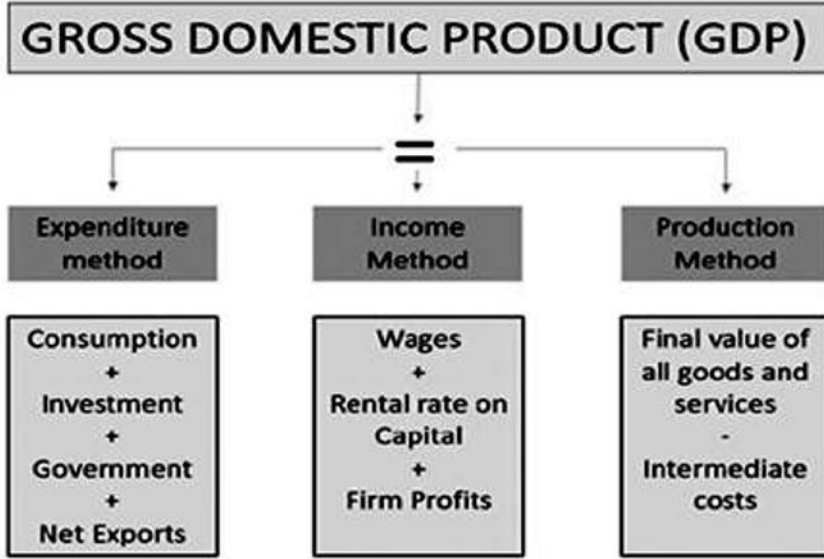 GROSS DOMESTIC PRODUCT (GDP)
=
Expenditure
method
Income
Method
Production
Method
Consumption
+
Investment
+
Government
+
Net Exports
Wages
+
Rental rate on
Capital
+
Firm Profits
Final value of
all goods and
services
-
Intermediate
costs